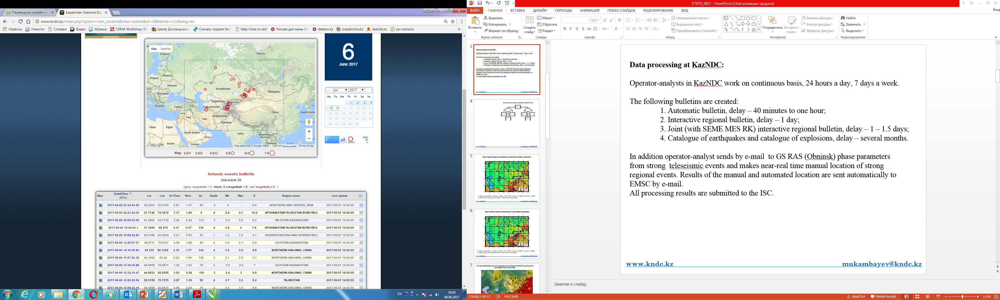 Переводчик онлайн и с
Kazakhstan National Data
Aidyn
www.kndc.kz/index.php?option=com_content&view=article&id=2&Itemid=111&lang=en
Сервисы Новости Словари Видео Музыка CDMA Workshop | ES Центр Дистанционн Скачать торрент бес http://zloe-tv.net/ Рюкзак для мамы VK detkam.kz zvezdochka.kz leokidz.kz ya-mama.kz »
Map Satellite
Finland
Russia
Belarus
Poland
Ukraine
Kazakhstan
Mongolia
Romania
Uzbekistan
Greece
Turkey
Turkmenistan
China
South Korea
Syria
Iraq
Iran
Afghanistan
Pakistan
Nepal
Libya
Egypt
Saudi Arabia
Oman
India
Myanmar
(Burma)
Sudan
Yemen
Thailand
Google
Map data ©2017 Google, INEGI 1000 km Terms of Use
Mag: 2.0 3.0 4.0 5.0 6.0 7.0
6
June 2017
Jun 2017
Mo Tu We Th Fr Sa Su
1 2 3 4
5 6 7 8 9 10 11
12 13 14 15 16 17 18
19 20 21 22 23 24 25
26 27 28 29 30
Seismic events bulletin
total events: 29
(grey: magnitude < 3; black: 3 ≤ magnitude < 5; red: magnitude ≥ 5; )
Map Date&Time (UTC) Lat Lon ErrTime Rms Az Depth Mb Mpv K Region name Last update
2017-06-06 23:34:53.65 36.5204 55.5195 9.81 1.37 99 4 4 - 9.6 NORTHERN AND CENTRAL IRAN 2017-06-07 14:52:55
2017-06-06 22:23:40.56 37.7746 70.3612 7.17 1.66 6 4 4.4 4.1 10.2 AFGHANISTAN-TAJIKISTAN BORD REG. 2017-06-07 14:52:55
2017-06-06 20:05:03.90 47.2804 54.7739 2.46 0.42 133 3 2.9 2.5 6.5 WESTERN KAZAKHSTAN 2017-06-07 14:52:55
2017-06-06 15:49:41.1 37.1699 68.579 5.37 0.37 136 4 3.6 3 7.8 AFGHANISTAN-TAJIKISTAN BORD REG. 2017-06-07 14:52:55
2017-06-06 15:08:54.83 45.5188 82.2094 5.41 0.83 65 1 1.4 1.6 4.1 KAZAKHSTAN-XINJIANG BORDER REG. 2017-06-07 14:52:55
2017-06-06 14:45:57.67 48.6711 78.6737 4.58 1.96 66 2 2.5 2.1 5.9 EASTERN KAZAKHSTAN 2017-06-07 14:52:55
2017-06-06 14:19:00.85 43.319 82.1329 2.19 1.77 143 4 3.9 3.5 8.8 NORTHERN XINJIANG, CHINA 2017-06-07 14:52:55
2017-06-06 13:57:26.39 44.1085 83.44 6.22 1.98 126 3 3.1 2.8 7.1 NORTHERN XINJIANG, CHINA 2017-06-07 14:52:55
2017-06-06 13:18:39.88 49.9998 78.6871 1.36 1.53 79 3 2.9 2.5 7 EASTERN KAZAKHSTAN 2017-06-07 14:52:55
2017-06-06 12:32:39.47 44.6833 82.2555 1.03 0.28 116 3 3.4 3 6.8 NORTHERN XINJIANG, CHINA 2017-06-07 14:52:55
2017-06-06 12:22:20.56 39.3729 70.7275 3.97 1.19 90 4 3.7 3.3 8.2 TAJIKISTAN 2017-06-07 14:52:55
2017-06-06 12:08:24.18 44.3088 82.9933 0.98 0.09 76 2 2.3 1.9 4.8 NORTHERN XINJIANG, CHINA 2017-06-07 14:52:55
EN 16:45
08.06.2017
CTBTO_2017 - PowerPoint (Сбой активации продукта)
ФАЙЛ ГЛАВНАЯ ВСТАВКА ДИЗАЙН ПЕРЕХОДЫ АНИМАЦИЯ ПОКАЗ СЛАЙДОВ РЕЦЕНЗИРОВАНИЕ ВИД Вход
Вставить
Вырезать
Копировать
Формат по образцу
Буфер обмена
Создать слайд
Макет
Сбросить
Раздел
Слайды
10,5
Шрифт
Направление текста
Выровнять текст
Преобразовать в SmartArt
Абзац
Упорядочить
Экспресс-стили
Заливка фигуры
Контур фигуры
Эффекты фигуры
Рисование
Найти
Заменить
Выделить
Редактирование
3
4
5
Map of seismic stations participating in interactive bulletin compilation
6
Map of seismic stations participating in joint bulletin compilation
7
Data processing at KazNDC:
Operator-analysts in KazNDC work on continuous basis, 24 hours a day, 7 days a week.
The following bulletins are created:
1. Automatic bulletin, delay – 40 minutes to one hour;
2. Interactive regional bulletin, delay – 1 day;
3. Joint (with SEME MES RK) interactive regional bulletin, delay – 1 – 1.5 days;
4. Catalogue of earthquakes and catalogue of explosions, delay – several months.
In addition operator-analyst sends by e-mail to GS RAS (Obninsk) phase parameters
from strong teleseismic events and makes near-real time manual location of strong
regional events. Results of the manual and automated location are sent automatically to
EMSC by e-mail.
All processing results are submitted to the ISC.
www.kndc.kz mukambayev@kndc.kz
Заметки к слайду
СЛАЙД 3 ИЗ 17 РУССКИЙ ЗАМЕТКИ ПРИМЕЧАНИЯ 115%